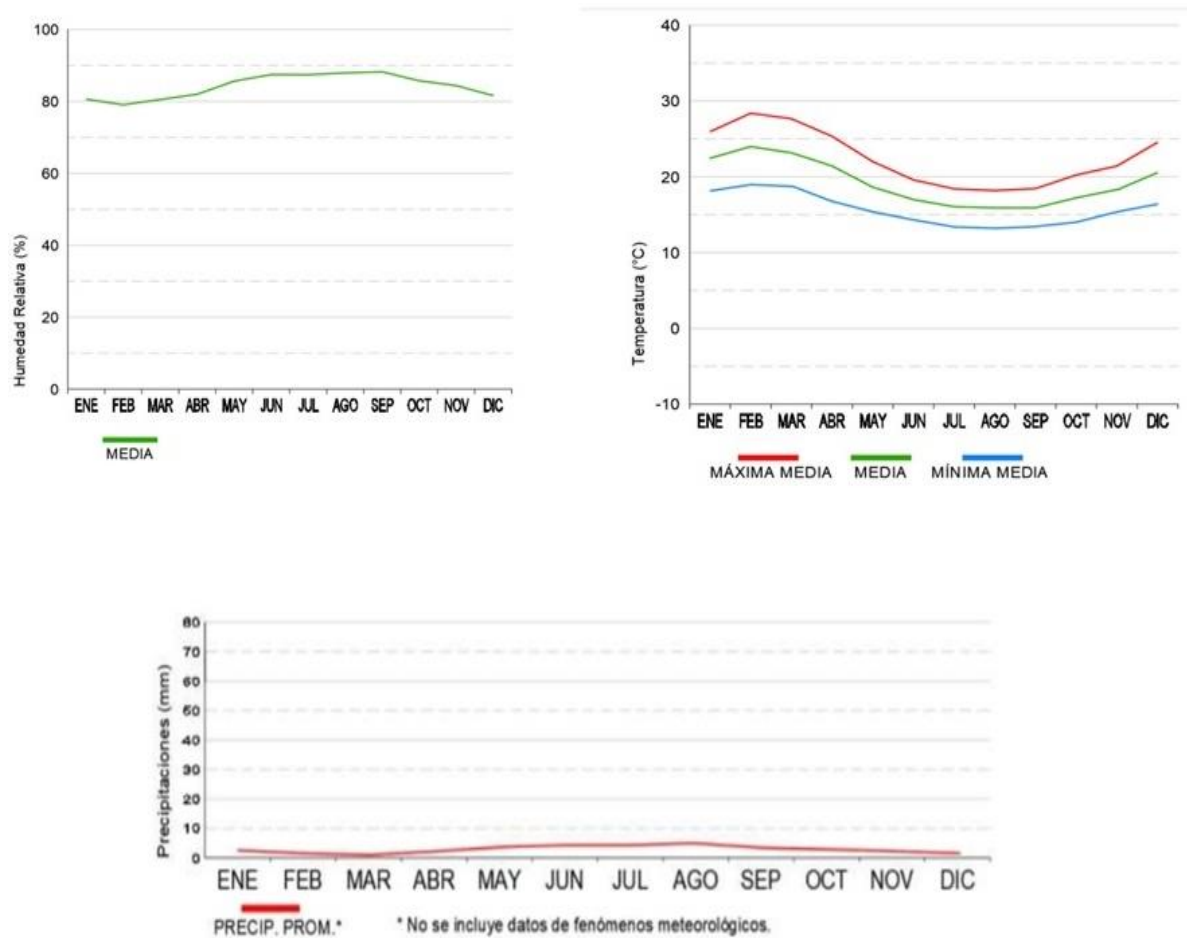 100
80
60
40
20
0
Humedad Relativa (%)
ENE FEB MAR ABR MAY JUN JUL AGO SEP OCT NOV DIC
MEDIA
40
30
20
10
0
-10
Temperatura (°C)
ENE FEB MAR ABR MAY JUN JUL AGO SEP OCT NOV DIC
MÁXIMA MEDIA MEDIA MÍNIMA MEDIA
80
70
60
50
40
30
20
10
0
Precipitaciones (mm)
ENE FEB MAR ABR MAY JUN JUL AGO SEP OCT NOV DIC
PRECIP. PROM.* * No se incluye datos de fenómenos meteorológicos.